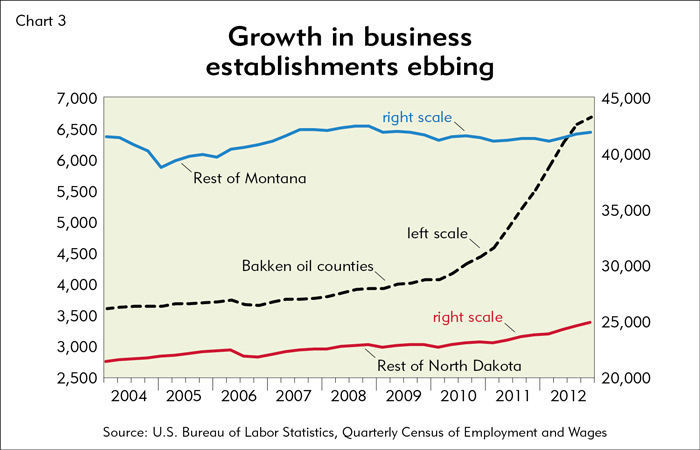 Chart 3
Growth in business
establishments ebbing
7,000
6,500
6,000
5,500
5,000
4,500
4,000
3,500
3,000
2,500
45,000
40,000
35,000
30,000
25,000
20,000
right scale
Rest of Montana
left scale
Bakken oil counties
right scale
Rest of North Dakota
2004 2005 2006 2007 2008 2009 2010 2011 2012
Source: U.S. Bureau of Labor Statistics, Quarterly Census of Employment and Wages